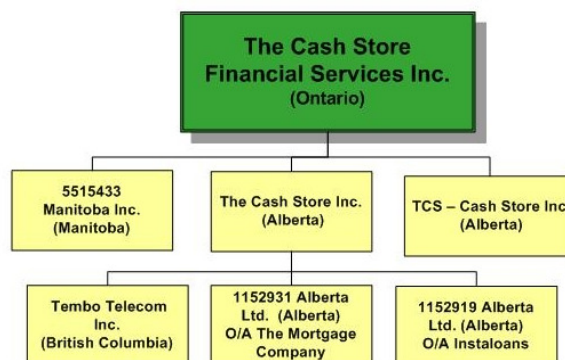 The Cash Store
Financial Services Inc.
(Ontario)
5515433
Manitoba Inc.
(Manitoba)
The Cash Store Inc.
(Alberta)
TCS – Cash Store Inc
(Alberta)
Tembo Telecom
Inc.
(British Columbia)
1152931 Alberta
Ltd. (Alberta)
O/A The Mortgage
Company
1152919 Alberta
Ltd. (Alberta)
O/A Instaloans